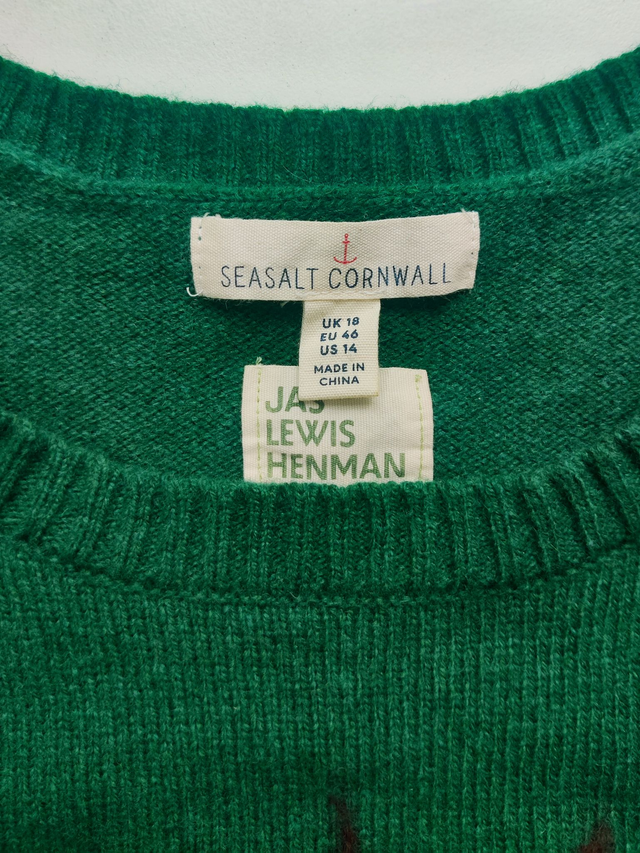 SEASALT CORNWALL
UK 18
EU 46
US 14
MADE IN
CHINA
JAS
LEWIS
HENMAN